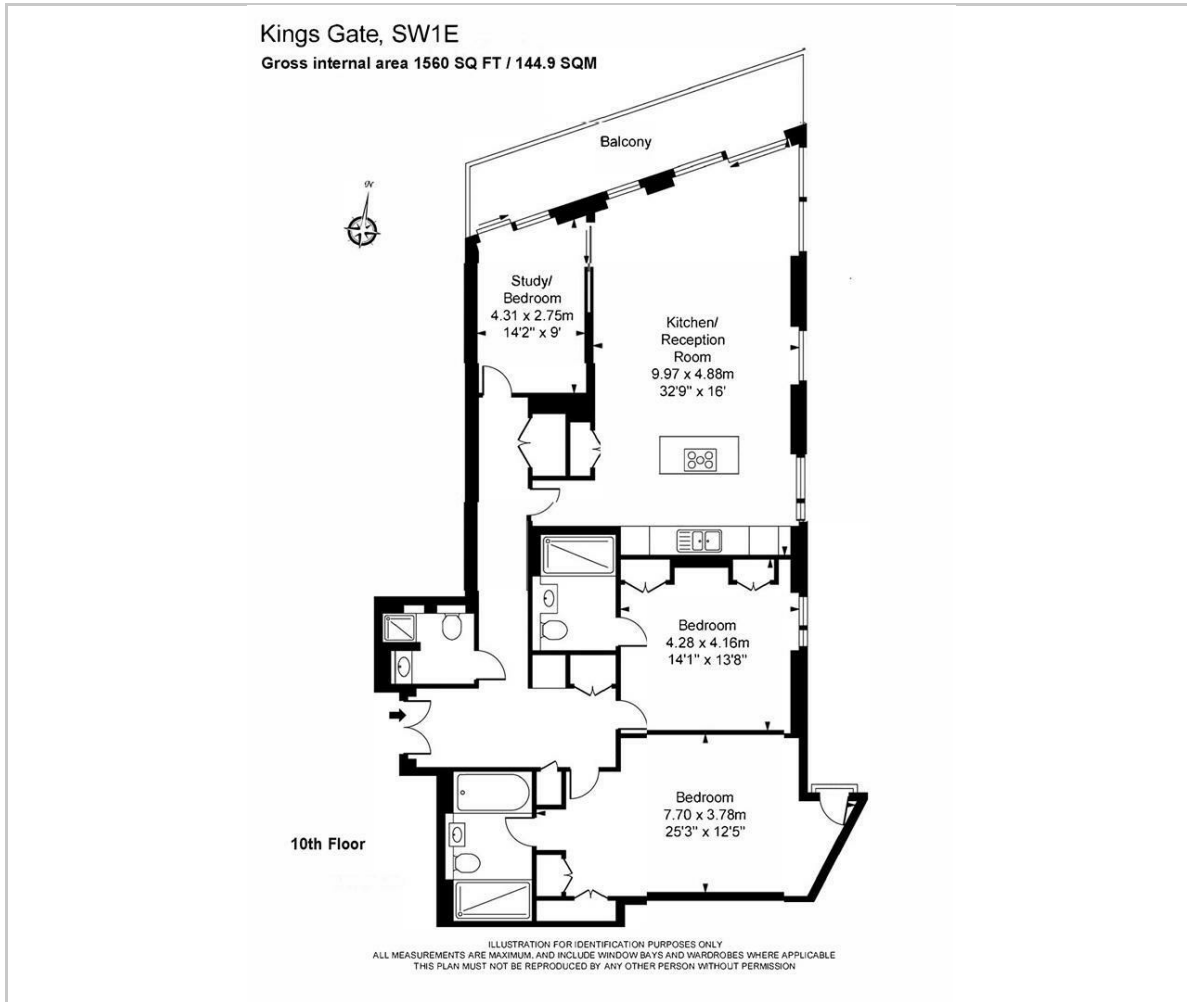 Kings Gate, SW1E
Gross internal area 1560 SQ FT / 144.9 SQM
Balcony
N
Study/
Bedroom
4.31 x 2.75m
14'2" x 9'
Kitchen/
Reception
Room
9.97 x 4.88m
32'9" x 16'
Bedroom
4.28 x 4.16m
14'1" x 13'8"
Bedroom
7.70 x 3.78m
25'3" x 12'5"
10th Floor
ILLUSTRATION FOR IDENTIFICATION PURPOSES ONLY
ALL MEASUREMENTS ARE MAXIMUM, AND INCLUDE WINDOW BAYS AND WARDROBES WHERE APPLICABLE
THIS PLAN MUST NOT BE REPRODUCED BY ANY OTHER PERSON WITHOUT PERMISSION